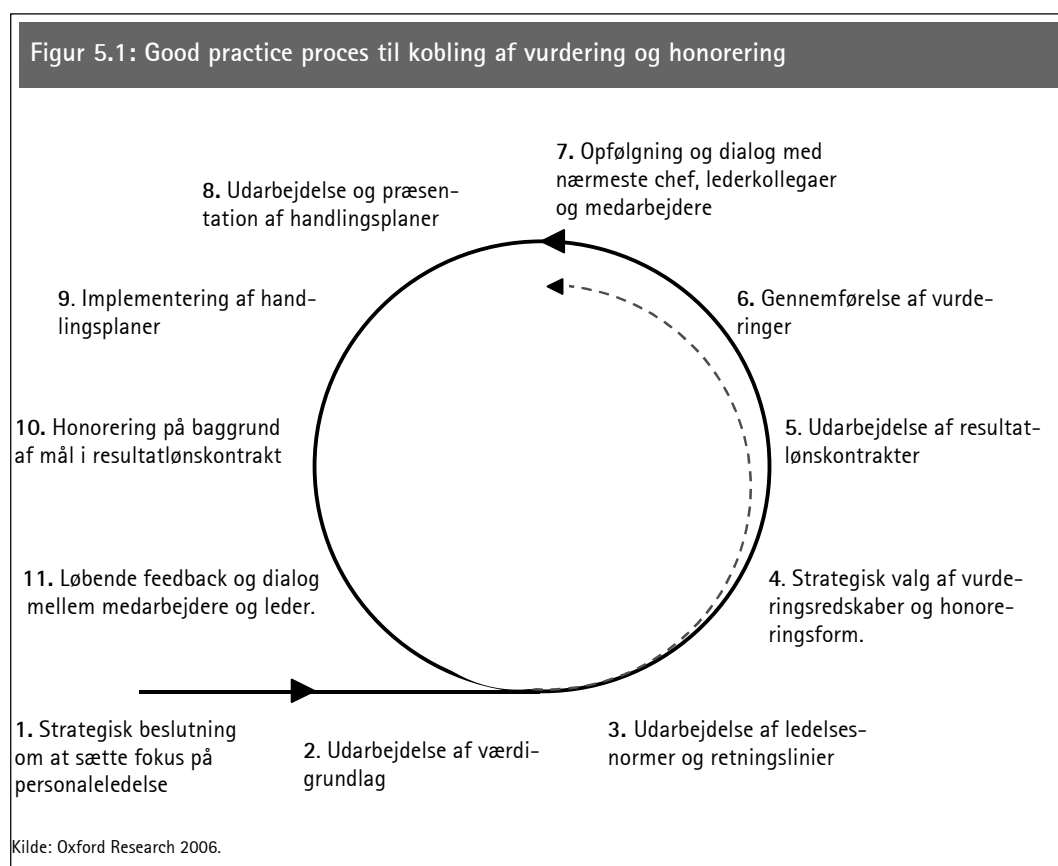 Figur 5.1: Good practice proces til kobling af vurdering og honorering
7. Opfølgning og dialog med
nærmeste chef, lederkollegaer
og medarbejdere
8. Udarbejdelse og præsen-
tation af handlingsplaner
9. Implementering af hand-
lingsplaner
6. Gennemførelse af vurde-
ringer
10. Honorering på baggrund
af mål i resultatlønskontrakt
5. Udarbejdelse af resultat-
lønskontrakter
11. Løbende feedback og dialog
mellem medarbejdere og leder.
4. Strategisk valg af vurde-
ringsredskaber og honore-
ringsform.
1. Strategisk beslutning
om at sætte fokus på
personaleledelse
2. Udarbejdelse af værdi-
grundlag
3. Udarbejdelse af ledelses-
normer og retningslinier
Kilde: Oxford Research 2006.